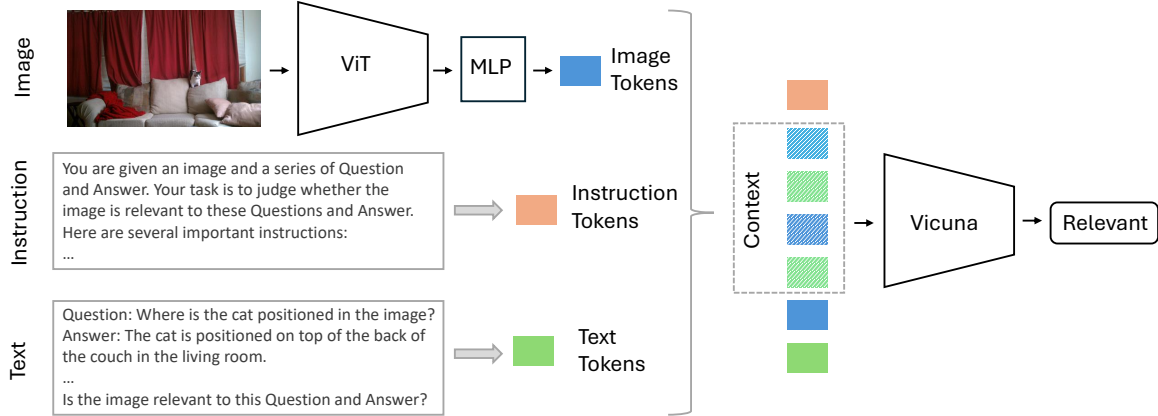 Image
ViT
MLP
Image
Tokens
Instruction
You are given an image and a series of Question
and Answer. Your task is to judge whether the
image is relevant to these Questions and Answer.
Here are several important instructions:
...
Instruction
Tokens
Text
Question: Where is the cat positioned in the image?
Answer: The cat is positioned on top of the back of
the couch in the living room.
...
Is the image relevant to this Question and Answer?
Text
Tokens
Context
Vicuna
Relevant